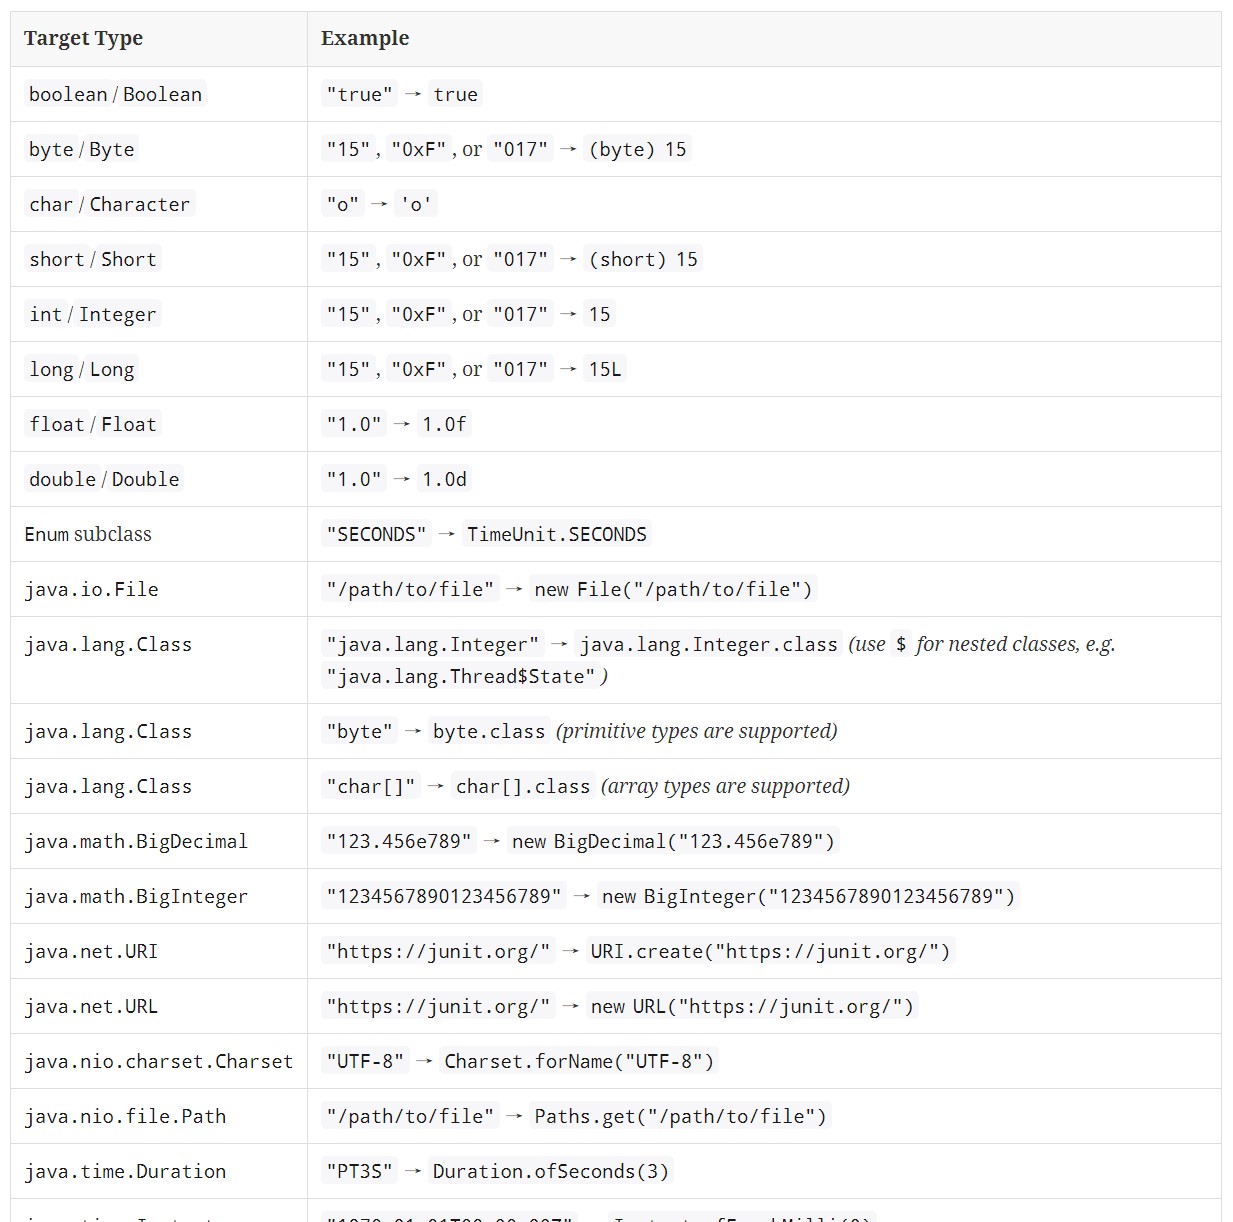 Target Type Example
boolean / Boolean "true" → true
byte / Byte "15", "0xF", or "017" → (byte) 15
char / Character "o" → 'o'
short / Short "15", "0xF", or "017" → (short) 15
int / Integer "15", "0xF", or "017" → 15
long / Long "15", "0xF", or "017" → 15L
float / Float "1.0" → 1.0f
double / Double "1.0" → 1.0d
Enum subclass "SECONDS" → TimeUnit.SECONDS
java.io.File "/path/to/file" → new File("/path/to/file")
java.lang.Class "java.lang.Integer" → java.lang.Integer.class (use $ for nested classes, e.g.
"java.lang.Thread$State")
java.lang.Class "byte" → byte.class (primitive types are supported)
java.lang.Class "char[]" → char[].class (array types are supported)
java.math.BigDecimal "123.456e789" → new BigDecimal("123.456e789")
java.math.BigInteger "1234567890123456789" → new BigInteger("1234567890123456789")
java.net.URI "https://junit.org/" → URI.create("https://junit.org/")
java.net.URL "https://junit.org/" → new URL("https://junit.org/")
java.nio.charset.Charset "UTF-8" → Charset.forName("UTF-8")
java.nio.file.Path "/path/to/file" → Paths.get("/path/to/file")
java.time.Duration "PT3S" → Duration.ofSeconds(3)